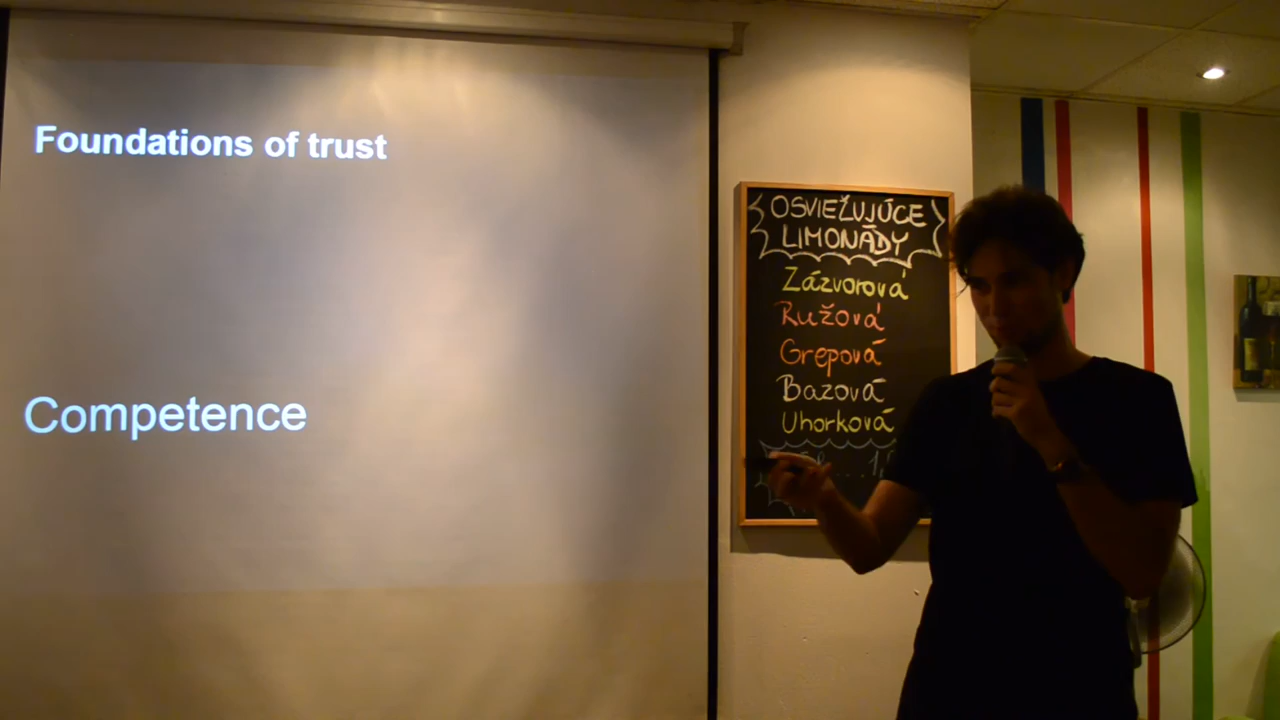 Foundations of trust
Competence
OSVIEŽUJÚCE
LIMONÁDY
Zázvorová
Ružová
Grepová
Bazová
Uhorková